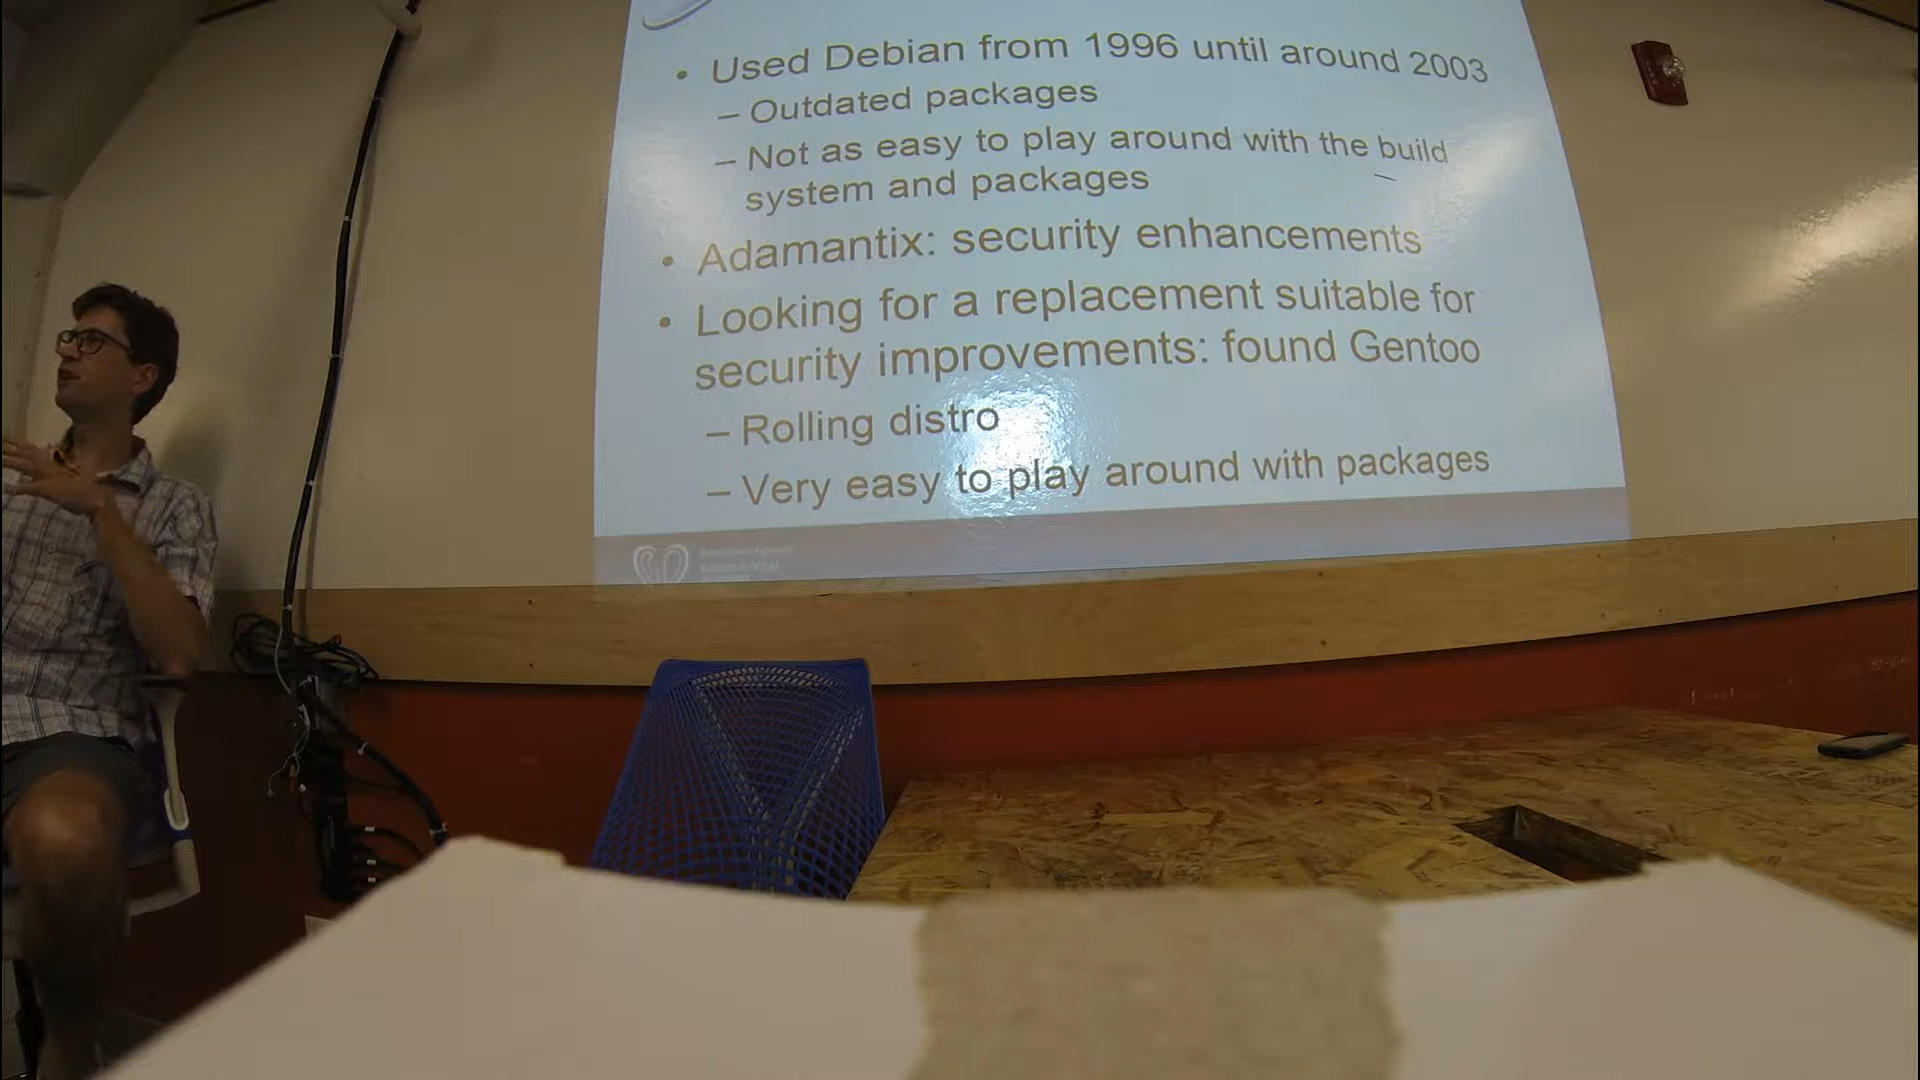 • Used Debian from 1996 until around 2003
– Outdated packages
– Not as easy to play around with the build
system and packages
• Adamantix: security enhancements
• Looking for a replacement suitable for
security improvements: found Gentoo
– Rolling distro
– Very easy to play around with packages